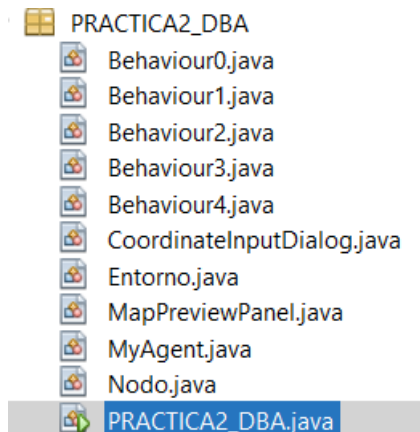 PRACTICA2_DBA
Behaviour0.java
Behaviour1.java
Behaviour2.java
Behaviour3.java
Behaviour4.java
CoordinateInputDialog.java
Entorno.java
MapPreviewPanel.java
MyAgent.java
Nodo.java
PRACTICA2_DBA.java